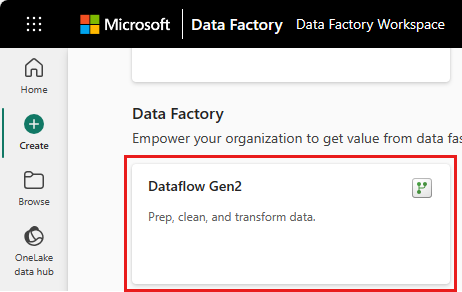 Microsoft Data Factory Data Factory Workspace
Home
Create
Browse
OneLake
data hub
Data Factory
Empower your organization to get value from data
Dataflow Gen2
Prep, clean, and transform data.